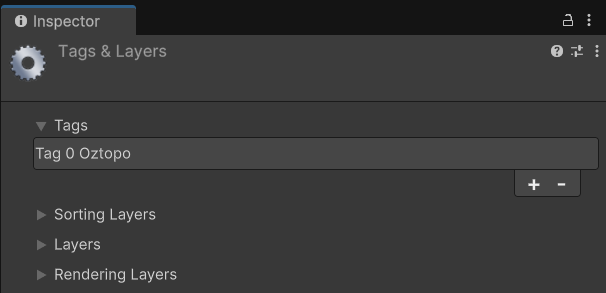 Inspector
Tags & Layers
Tags
Tag 0 Oztopo
+ -
Sorting Layers
Layers
Rendering Layers